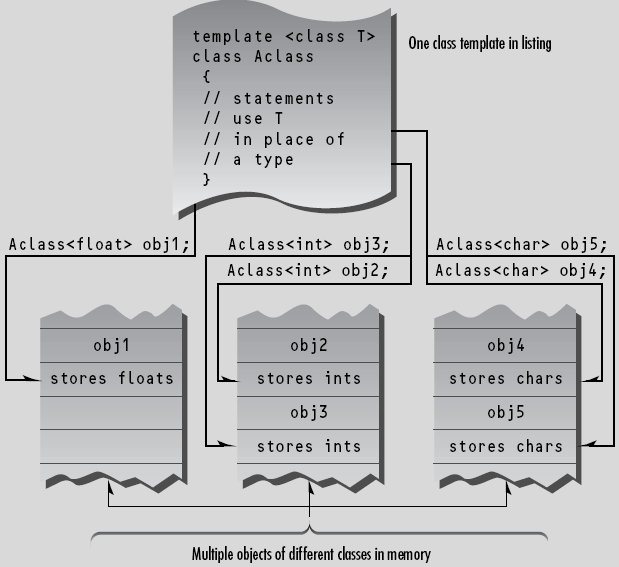 template <class T>
class Aclass
{
// statements
// use T
// in place of
// a type
}
One class template in listing
Aclass<float> obj1;
Aclass<int> obj3;
Aclass<int> obj2;
Aclass<char> obj5;
Aclass<char> obj4;
obj1
stores floats
obj2
stores ints
obj3
stores ints
obj4
stores chars
obj5
stores chars
Multiple objects of different classes in memory